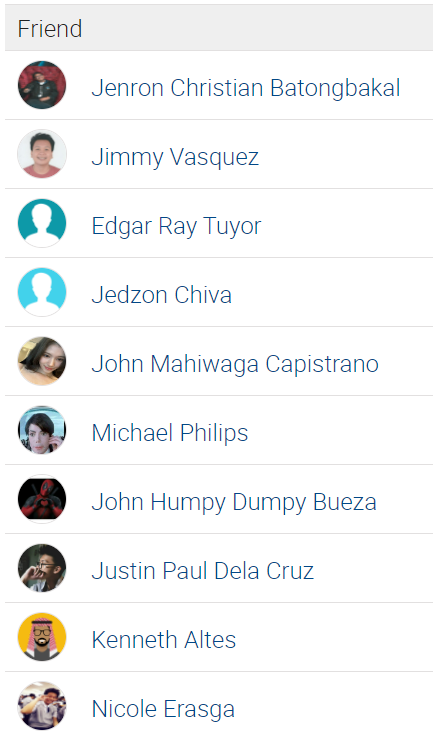 Friend
Jenron Christian Batongbakal
Jimmy Vasquez
Edgar Ray Tuyor
Jedzon Chiva
John Mahiwaga Capistrano
Michael Philips
John Humpy Dumpy Bueza
Justin Paul Dela Cruz
Kenneth Altes
Nicole Erasga